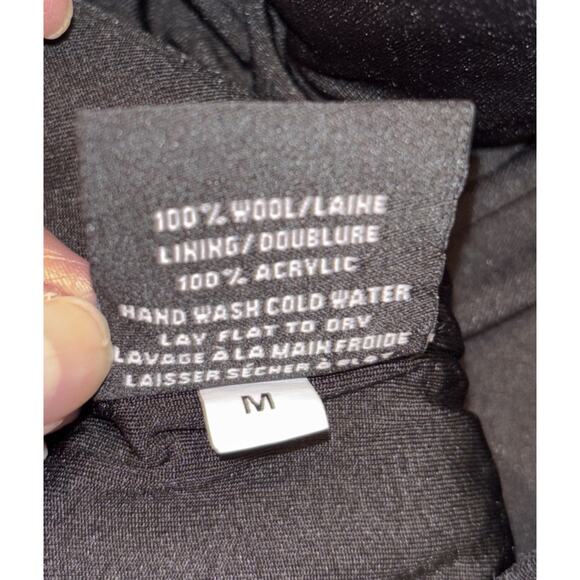 100% WOOL/LAINE
LINING/DOUBLURE
100% ACRYLIC
HAND WASH COLD WATER
LAY FLAT TO DRY
LAVAGE A LA MAIN FROIDE
LAISSER SÉCHER A PLAT
M